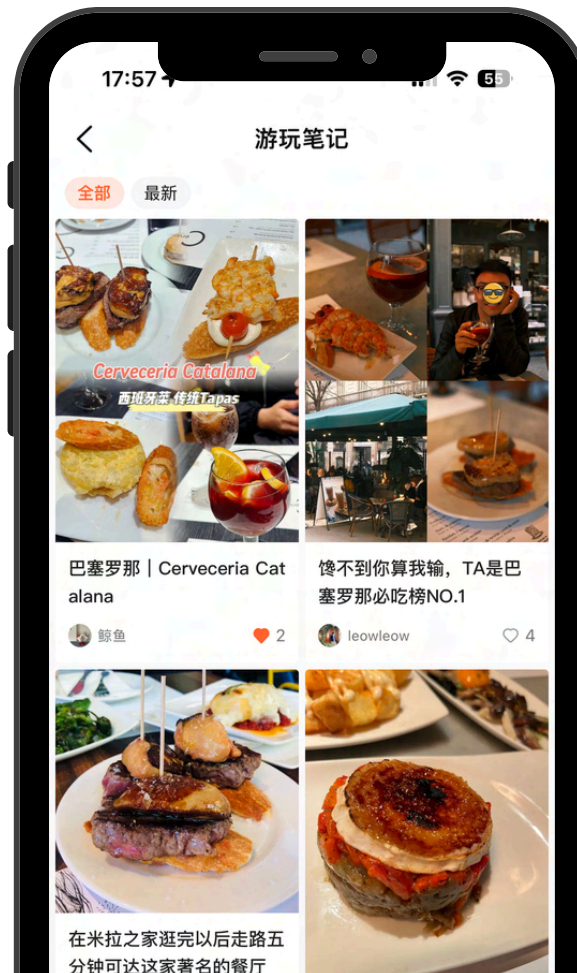 17:57
55
游玩笔记
全部
最新
Cerveceria Catalana
西班牙菜 传统Tapas
巴塞罗那｜Cerveceria Cat
alana
鲸鱼
2
馋不到你算我输，TA是巴
塞罗那必吃榜NO.1
leowleow
4
在米拉之家逛完以后走路五
分钟可达这家著名的餐厅